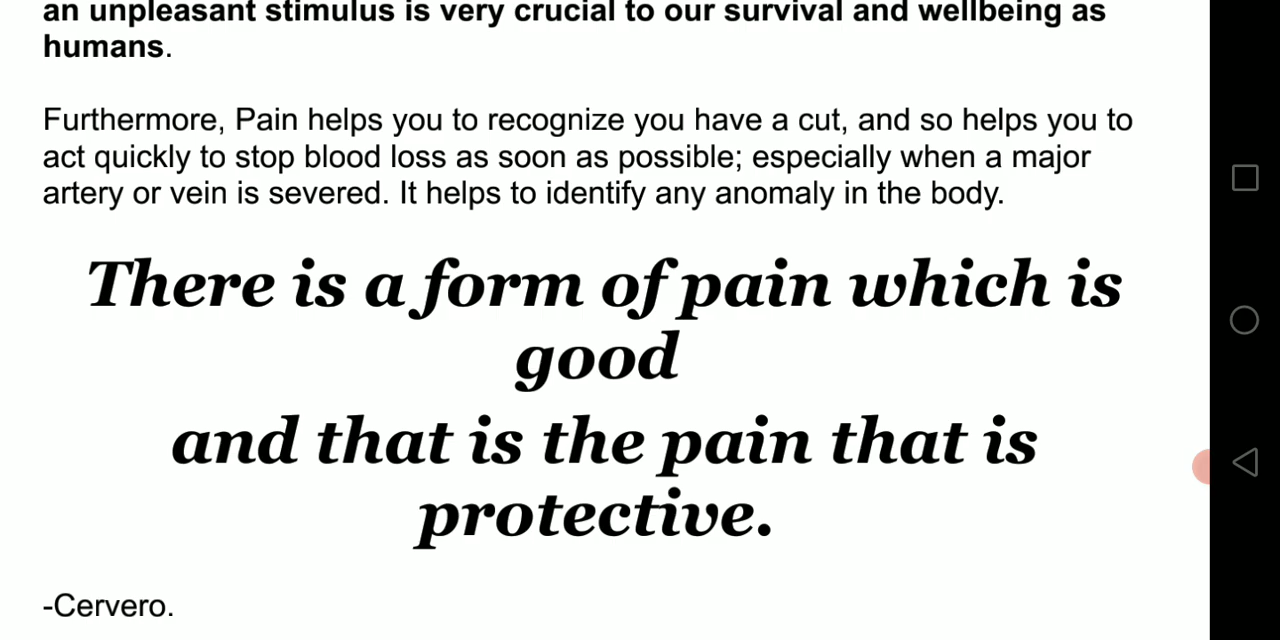 an unpleasant stimulus is very crucial to our survival and wellbeing as
humans.
Furthermore, Pain helps you to recognize you have a cut, and so helps you to
act quickly to stop blood loss as soon as possible; especially when a major
artery or vein is severed. It helps to identify any anomaly in the body.
There is a form of pain which is
good
and that is the pain that is
protective.
-Cervero.